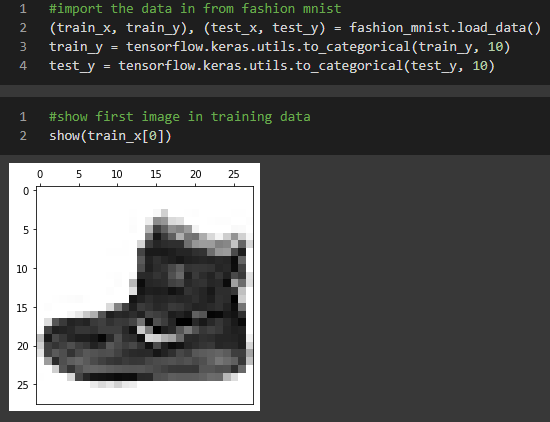 1 #import the data in from fashion mnist
2 (train_x, train_y), (test_x, test_y) = fashion_mnist.load_data()
3 train_y = tensorflow.keras.utils.to_categorical(train_y, 10)
4 test_y = tensorflow.keras.utils.to_categorical(test_y, 10)
1 #show first image in training data
2 show(train_x[0])
0 5 10 15 20 25
0
5
10
15
20
25